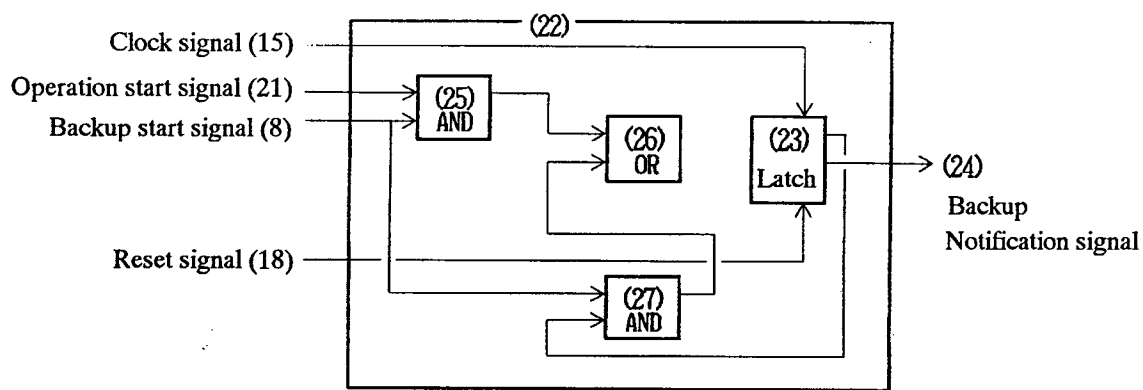 (22)
Clock signal (15)
Operation start signal (21)
Backup start signal (8)
(25)
AND
(26)
OR
(23)
Latch
(24)
Backup
Notification signal
Reset signal (18)
(27)
AND